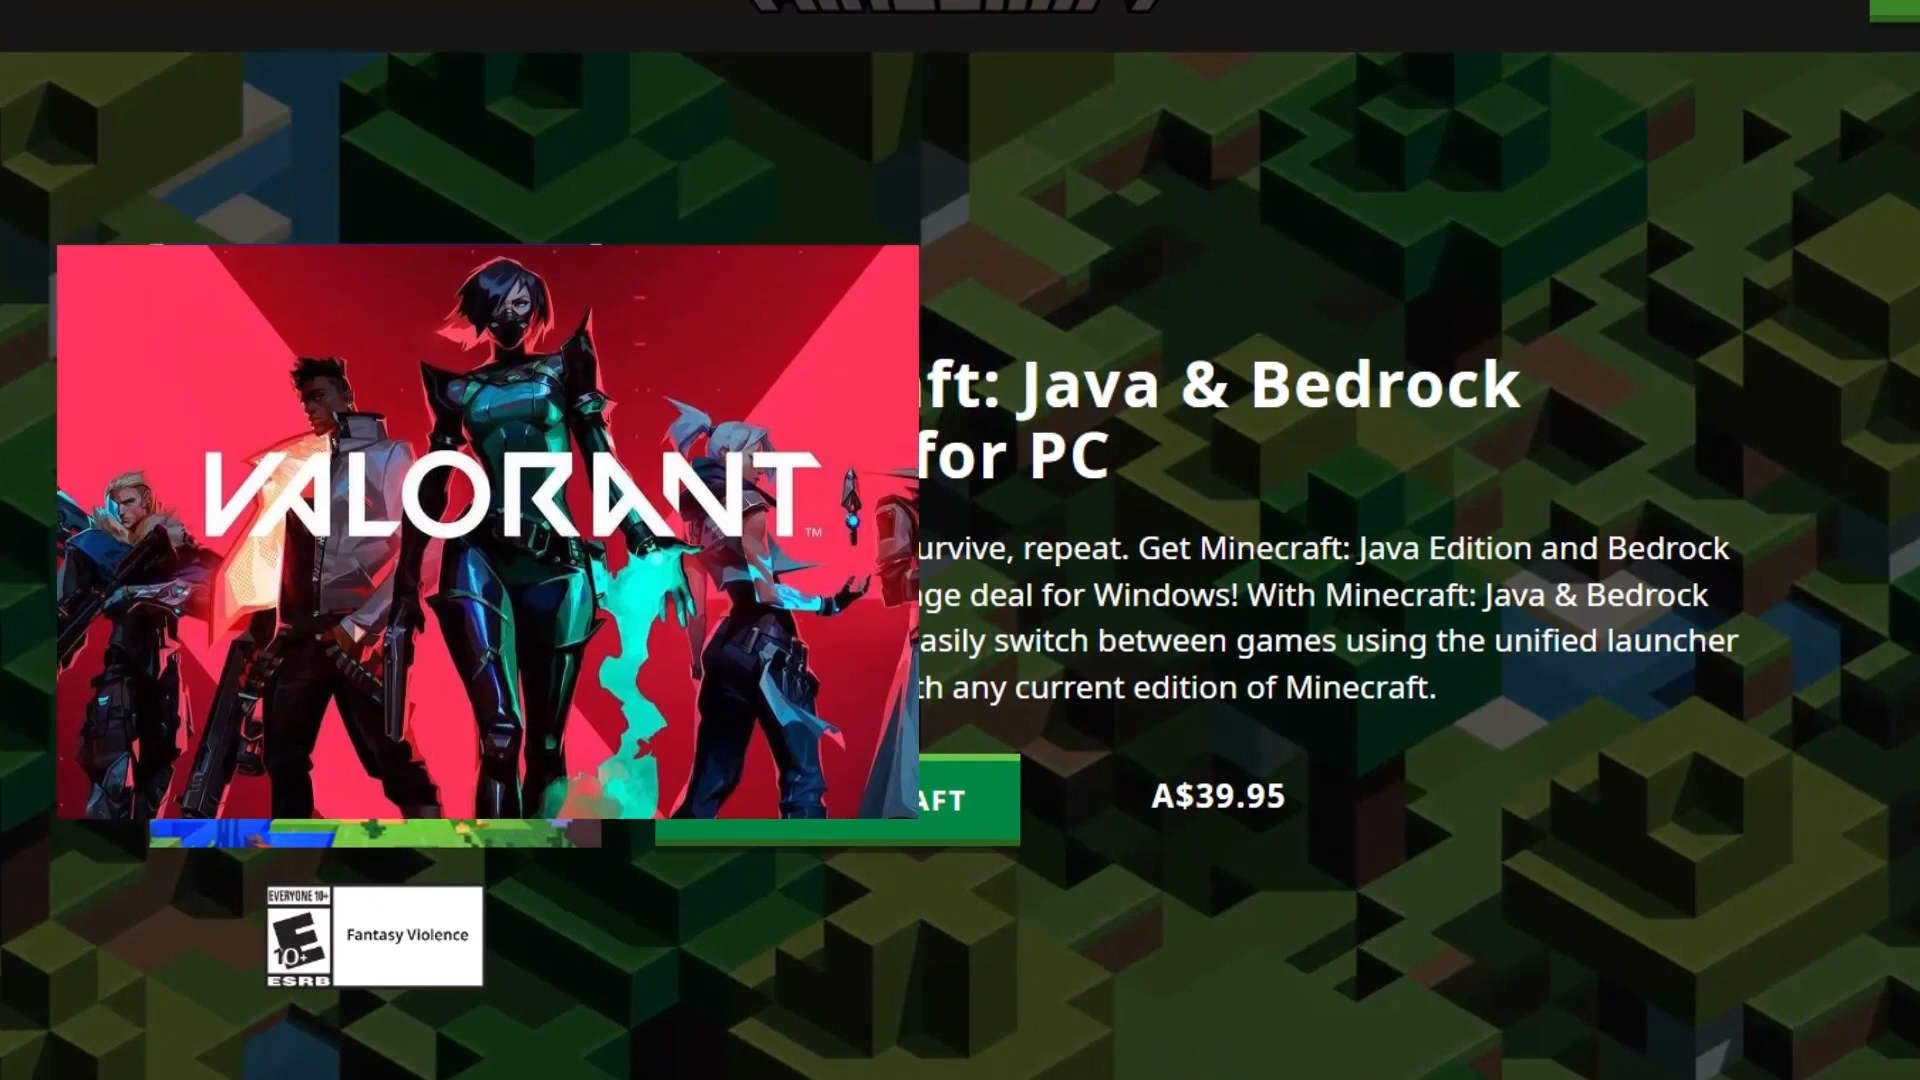 VALORANT
TM
ft: Java & Bedrock
for PC
urvive, repeat. Get Minecraft: Java Edition and Bedrock
ge deal for Windows! With Minecraft: Java & Bedrock
asily switch between games using the unified launcher
th any current edition of Minecraft.
AFT
A$39.95
EVERYONE 10+
E
10+
ESRB
Fantasy Violence